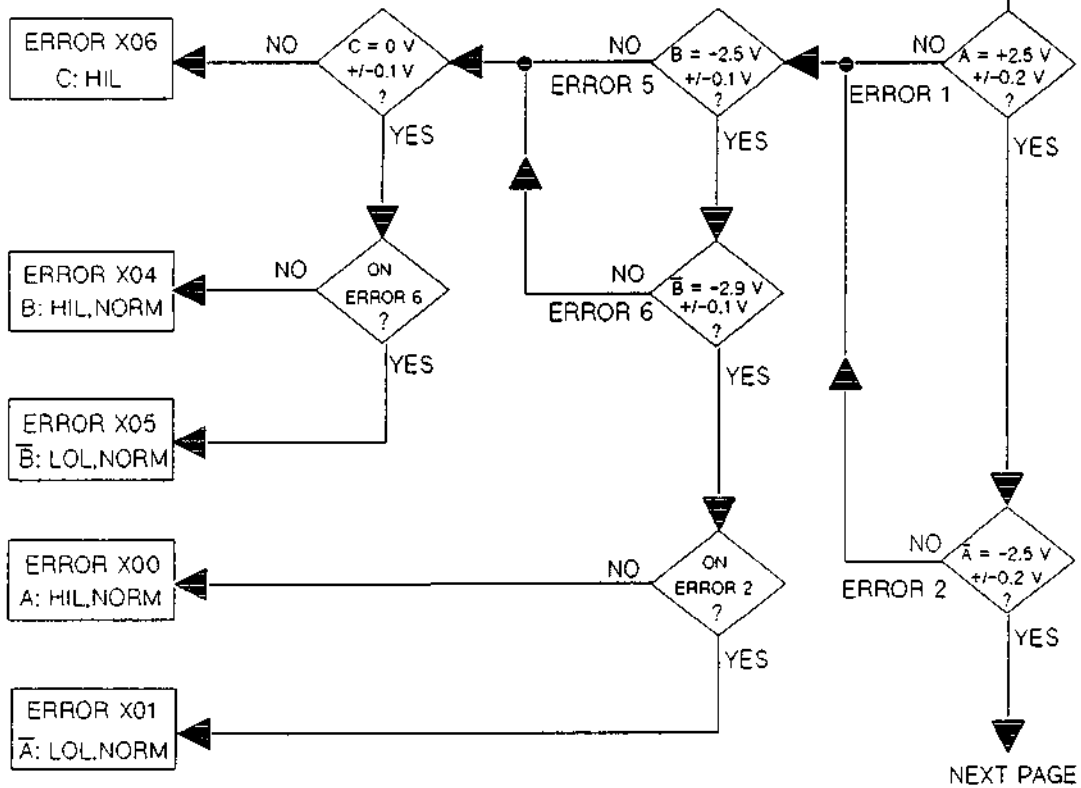 ERROR X06
C: HIL
NO
C = 0 V
+/-0.1 V
?
YES
ERROR 5
NO
B = -2.5 V
+/-0.1 V
?
YES
ERROR 1
NO
A = +2.5 V
+/-0.2 V
?
YES
ERROR X04
B: HIL,NORM
NO
ON
ERROR 6
?
YES
NO
ERROR 6
B̅ = -2.9 V
+/-0.1 V
?
YES
ERROR X05
B̅: LOL,NORM
ERROR X00
A: HIL,NORM
NO
ON
ERROR 2
?
YES
NO
ERROR 2
A̅ = -2.5 V
+/-0.2 V
?
YES
ERROR X01
A̅: LOL,NORM
NEXT PAGE